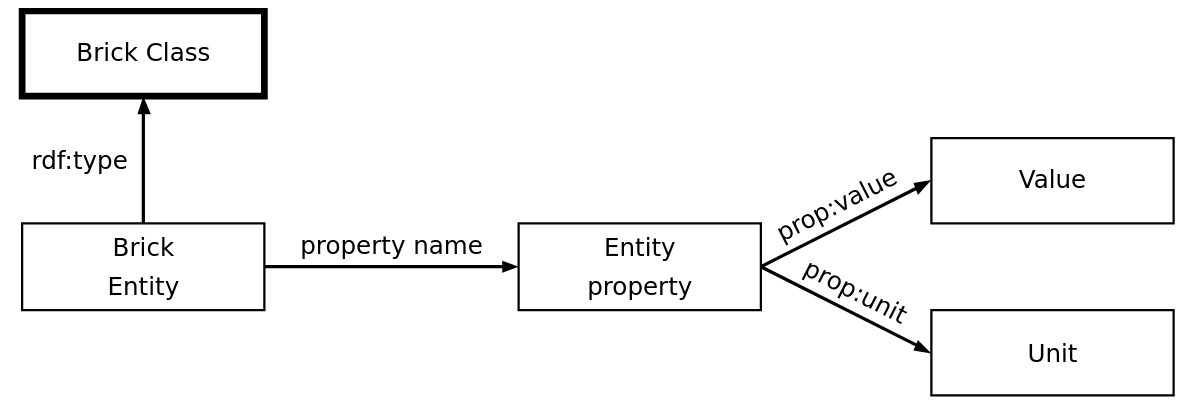 Brick Class
rdf:type
Brick
Entity
property name
Entity
property
prop:value
prop:unit
Value
Unit